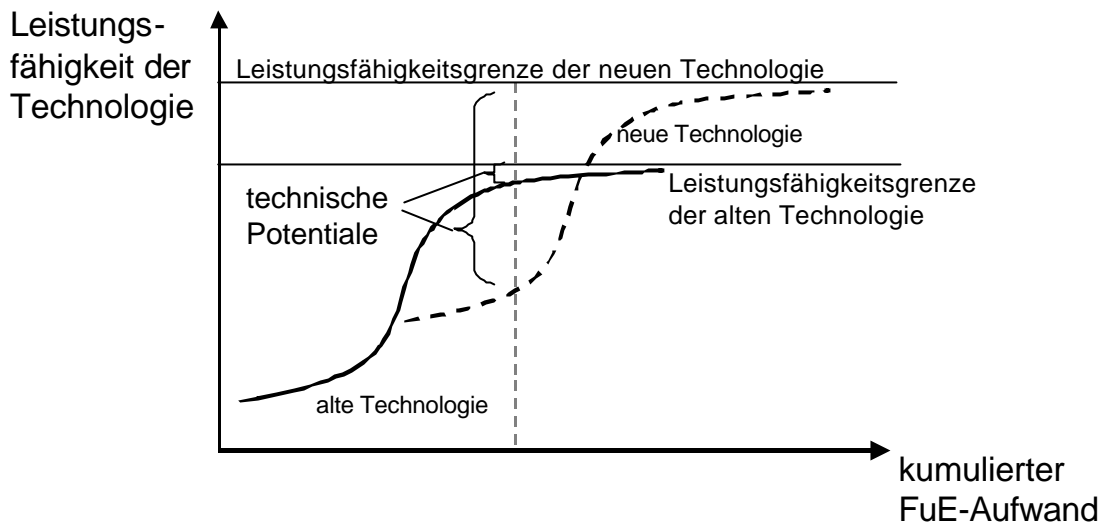 Leistungs-
fähigkeit der
Technologie
Leistungsfähigkeitsgrenze der neuen Technologie
neue Technologie
technische
Potentiale
Leistungsfähigkeitsgrenze
der alten Technologie
alte Technologie
kumulierter
FuE-Aufwand